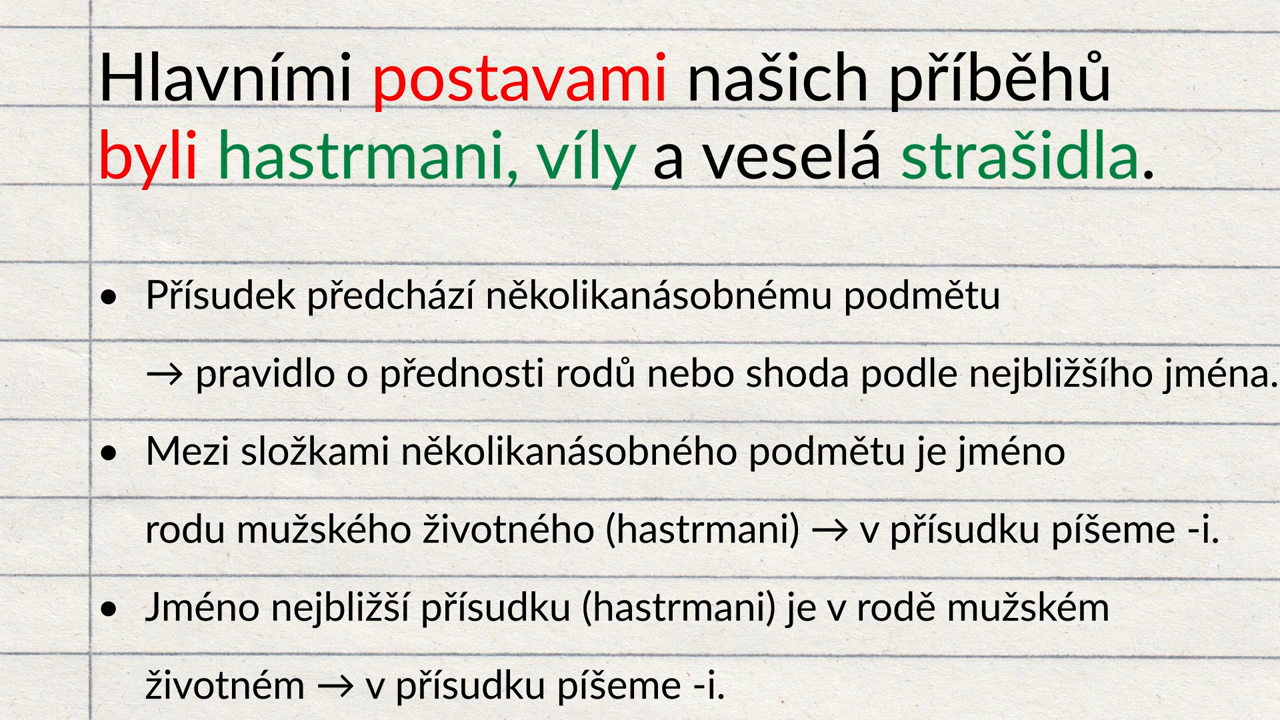 Hlavními postavami našich příběhů
byli hastrmani, víly a veselá strašidla.
• Přísudek předchází několikanásobnému podmětu
→ pravidlo o přednosti rodů nebo shoda podle nejbližšího jména.
• Mezi složkami několikanásobného podmětu je jméno
rodu mužského životného (hastrmani) → v přísudku píšeme -i.
• Jméno nejbližší přísudku (hastrmani) je v rodě mužském
životném → v přísudku píšeme -i.